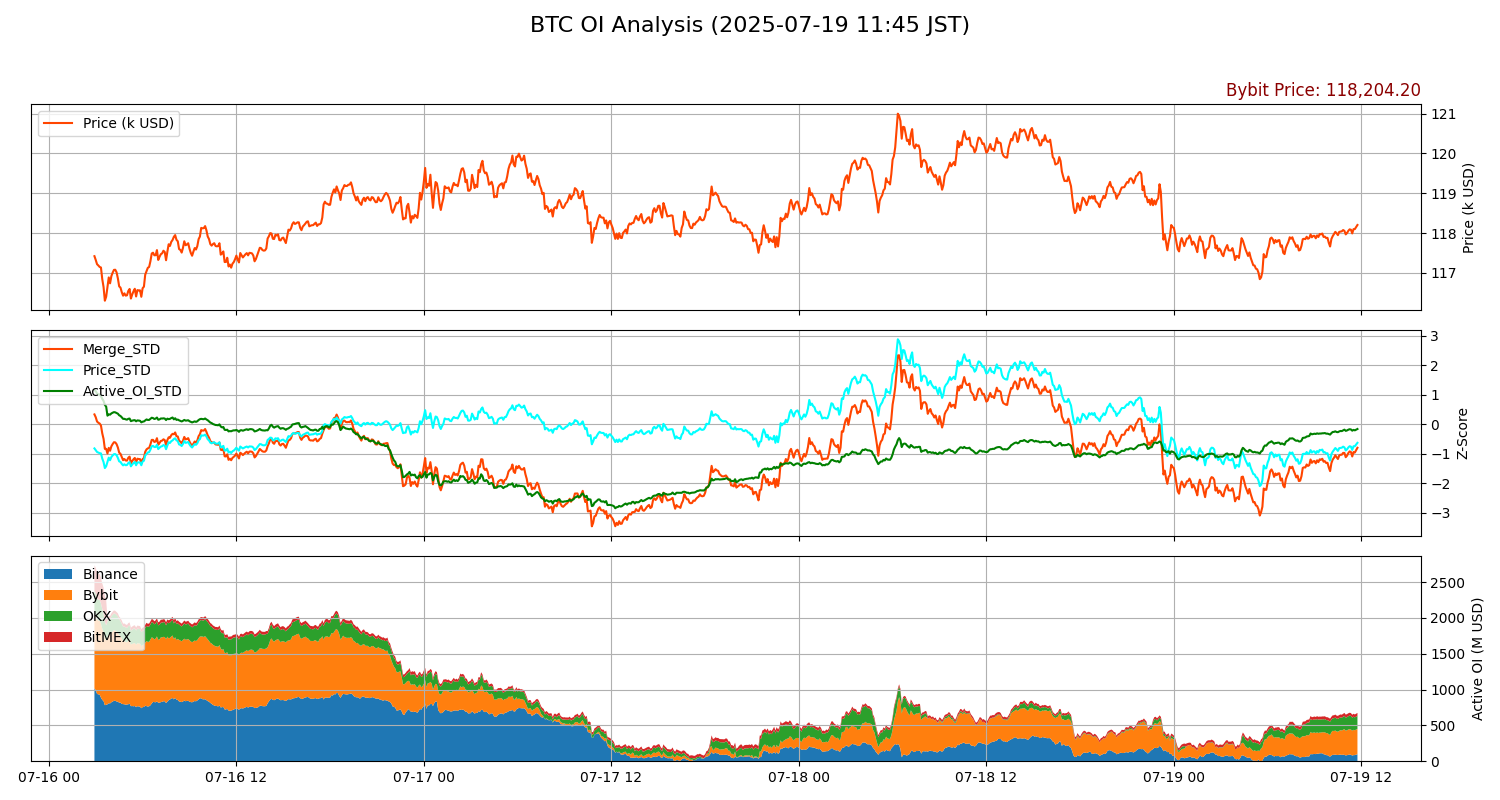 BTC OI Analysis (2025-07-19 11:45 JST)
Bybit Price: 118,204.20
Price (k USD)
121
120
119
118
117
Price (k USD)
Merge_STD
Price_STD
Active_OI_STD
3
2
1
0
−1
−2
−3
Z-Score
Binance
Bybit
OKX
BitMEX
2500
2000
1500
1000
500
0
Active OI (M USD)
07-16 00
07-16 12
07-17 00
07-17 12
07-18 00
07-18 12
07-19 00
07-19 12